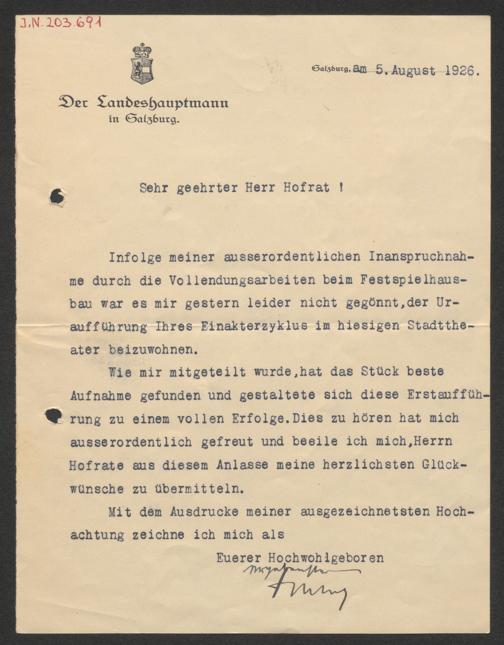 J.N. 203.691
Salzburg, am 5. August 1926.
Der Landeshauptmann
in Salzburg.
Sehr geehrter Herr Hofrat !
Infolge meiner ausserordentlichen Inanspruchnah-
me durch die Vollendungsarbeiten beim Festspielhaus-
bau war es mir gestern leider nicht gegönnt,der Ur-
aufführung Ihres Einakterzyklus im hiesigen Stadtthe-
ater beizuwohnen.
Wie mir mitgeteilt wurde,hat das Stück beste
Aufnahme gefunden und gestaltete sich diese Erstauffüh-
rung zu einem vollen Erfolge.Dies zu hören hat mich
ausserordentlich gefreut und beeile ich mich,Herrn
Hofrate aus diesem Anlasse meine herzlichsten Glück-
wünsche zu übermitteln.
Mit dem Ausdrucke meiner ausgezeichnetsten Hoch-
achtung zeichne ich mich als
Euerer Hochwohlgeboren